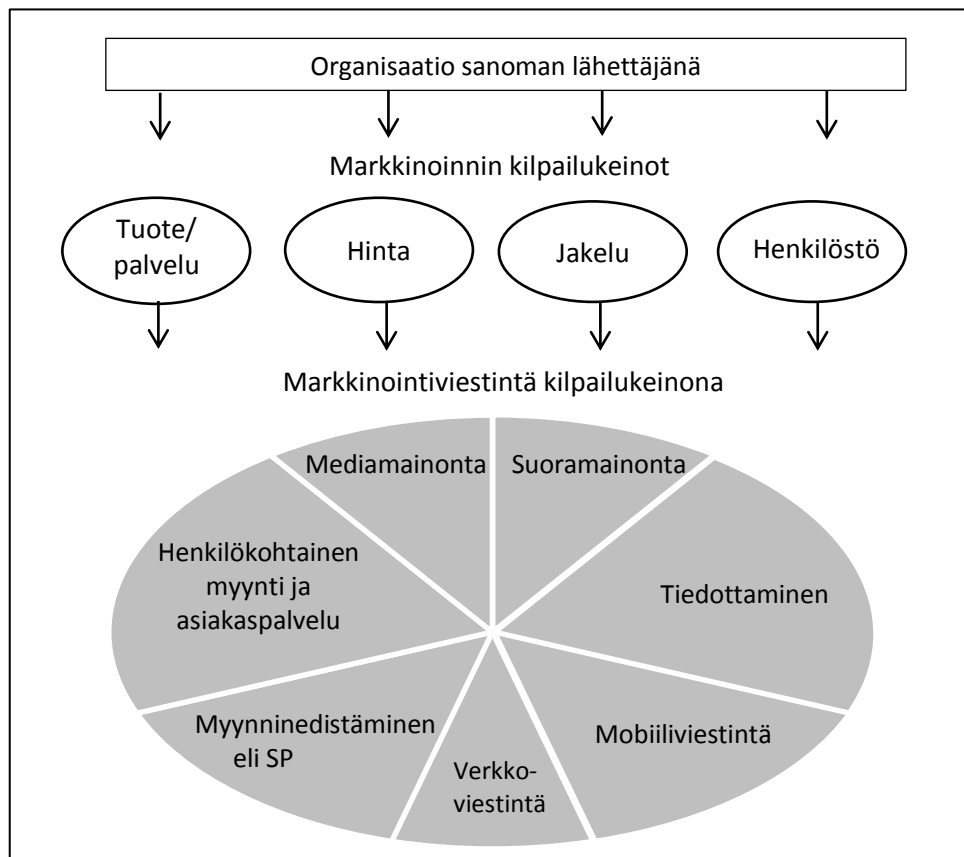 Organisaatio sanoman lähettäjänä
Markkinoinnin kilpailukeinot
Tuote/
palvelu
Hinta
Jakelu
Henkilöstö
Markkinointiviestintä kilpailukeinona
Mediamainonta
Suoramainonta
Henkilökohtainen
myynti ja
asiakaspalvelu
Tiedottaminen
Myynninedistäminen
eli SP
Verkko-
viestintä
Mobiiliviestintä